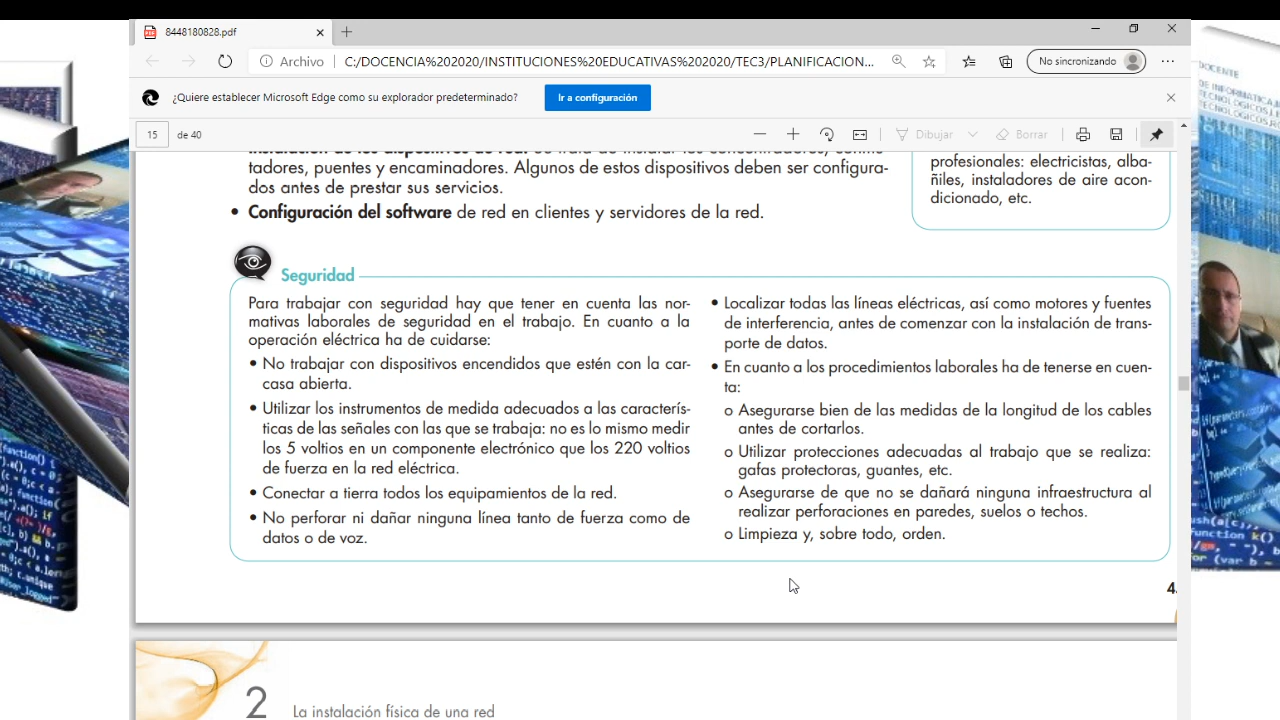 8448180828.pdf
Archivo
C:/DOCENCIA%202020/INSTITUCIONES%20EDUCATIVAS%202020/TEC3/PLANIFICACION...
No sincronizando
¿Quiere establecer Microsoft Edge como su explorador predeterminado?
Ir a configuración
15 de 40
Dibujar
Borrar
tadores, puentes y encaminadores. Algunos de estos dispositivos deben ser configura-
dos antes de prestar sus servicios.
• Configuración del software de red en clientes y servidores de la red.
profesionales: electricistas, alba-
ñiles, instaladores de aire acon-
dicionado, etc.
Seguridad
Para trabajar con seguridad hay que tener en cuenta las nor-
mativas laborales de seguridad en el trabajo. En cuanto a la
operación eléctrica ha de cuidarse:
• No trabajar con dispositivos encendidos que estén con la car-
casa abierta.
• Utilizar los instrumentos de medida adecuados a las caracterís-
ticas de las señales con las que se trabaja: no es lo mismo medir
los 5 voltios en un componente electrónico que los 220 voltios
de fuerza en la red eléctrica.
• Conectar a tierra todos los equipamientos de la red.
• No perforar ni dañar ninguna línea tanto de fuerza como de
datos o de voz.
• Localizar todas las líneas eléctricas, así como motores y fuentes
de interferencia, antes de comenzar con la instalación de trans-
porte de datos.
• En cuanto a los procedimientos laborales ha de tenerse en cuen-
ta:
o Asegurarse bien de las medidas de la longitud de los cables
antes de cortarlos.
o Utilizar protecciones adecuadas al trabajo que se realiza:
gafas protectoras, guantes, etc.
o Asegurarse de que no se dañará ninguna infraestructura al
realizar perforaciones en paredes, suelos o techos.
o Limpieza y, sobre todo, orden.
4
2
La instalación física de una red
DOCENTE